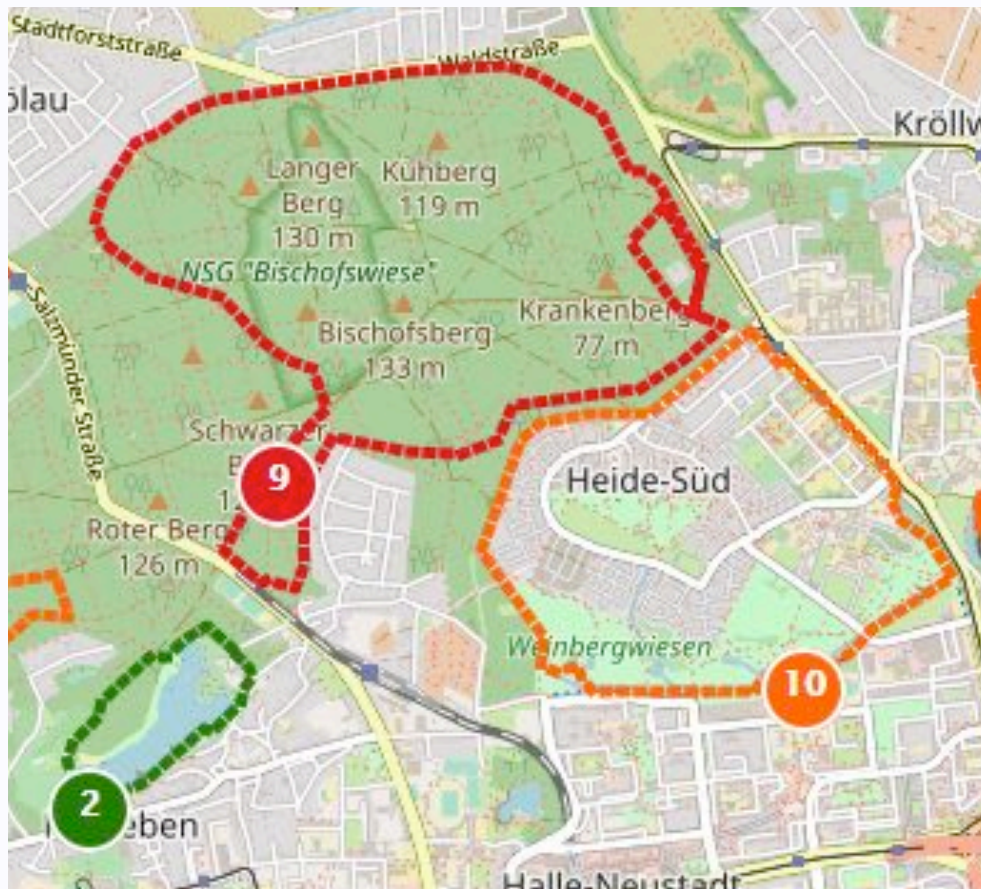 Stadtforststraße
Waldstraße
ölau
Kröllw
Langer
Berg
130 m
Kühberg
119 m
NSG "Bischofswiese"
Krankenberg
77 m
Bischofsberg
133 m
Salzmünder Straße
Schwarzer
9
Heide-Süd
Roter Berg
126 m
Weinbergwiesen
10
2
eben
Halle-Neustadt